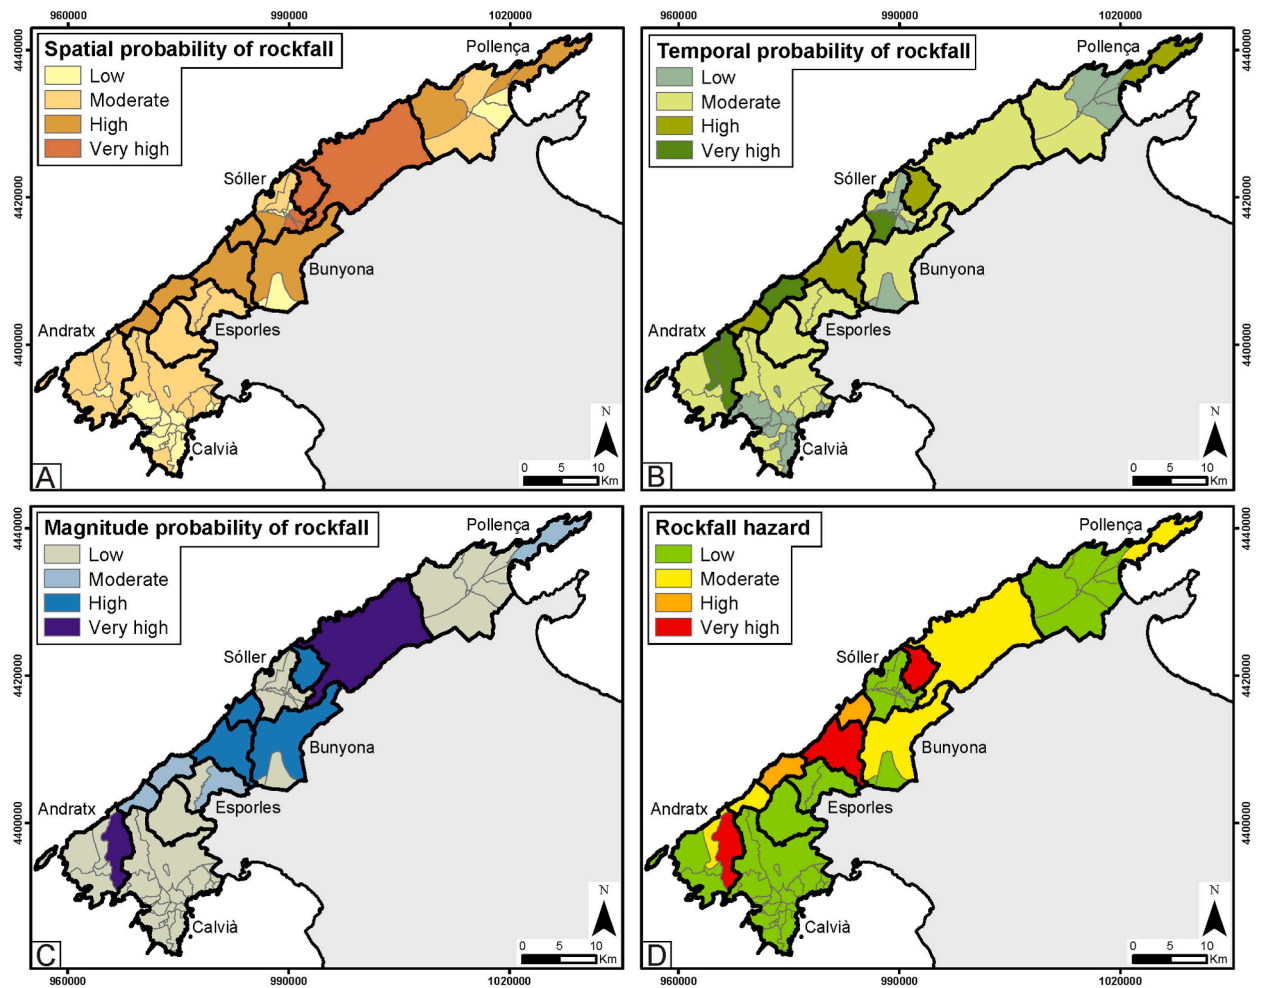 960000 990000 1020000 960000 990000 1020000
4440000
4420000
4400000
Spatial probability of rockfall
Low
Moderate
High
Very high
Pollença
Sóller
Bunyona
Andratx
Esporles
Calvià
N
0 5 10
Km
A
Temporal probability of rockfall
Low
Moderate
High
Very high
Pollença
Sóller
Bunyona
Andratx
Esporles
Calvià
N
0 5 10
Km
B
4440000
4420000
4400000
4440000
4420000
4400000
Magnitude probability of rockfall
Low
Moderate
High
Very high
Pollença
Sóller
Bunyona
Andratx
Esporles
Calvià
N
0 5 10
Km
C
Rockfall hazard
Low
Moderate
High
Very high
Pollença
Sóller
Bunyona
Andratx
Esporles
Calvià
N
0 5 10
Km
D
4440000
4420000
4400000
960000 990000 1020000 960000 990000 1020000